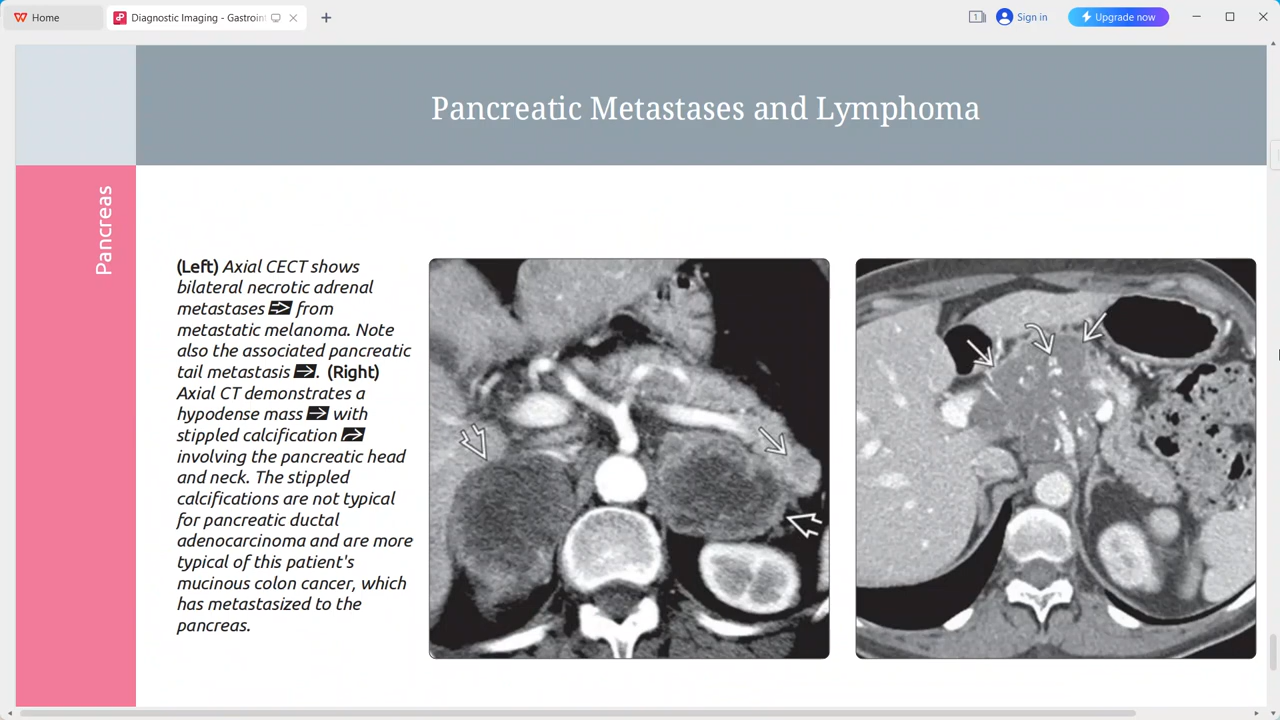 Home
Diagnostic Imaging - Gastroint
1
Sign in
Upgrade now
Pancreatic Metastases and Lymphoma
Pancreas
(Left) Axial CECT shows
bilateral necrotic adrenal
metastases from
metastatic melanoma. Note
also the associated pancreatic
tail metastasis . (Right)
Axial CT demonstrates a
hypodense mass with
stippled calcification
involving the pancreatic head
and neck. The stippled
calcifications are not typical
for pancreatic ductal
adenocarcinoma and are more
typical of this patient's
mucinous colon cancer, which
has metastasized to the
pancreas.